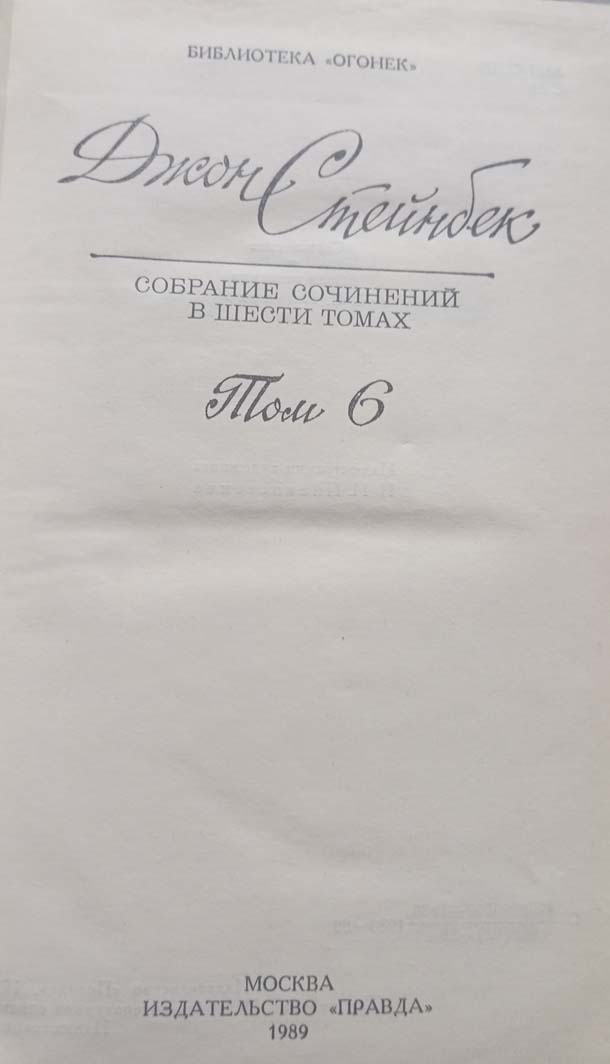 БИБЛИОТЕКА «ОГОНЕК»
Джон Стейнбек
СОБРАНИЕ СОЧИНЕНИЙ
В ШЕСТИ ТОМАХ
Том 6
МОСКВА
ИЗДАТЕЛЬСТВО «ПРАВДА»
1989